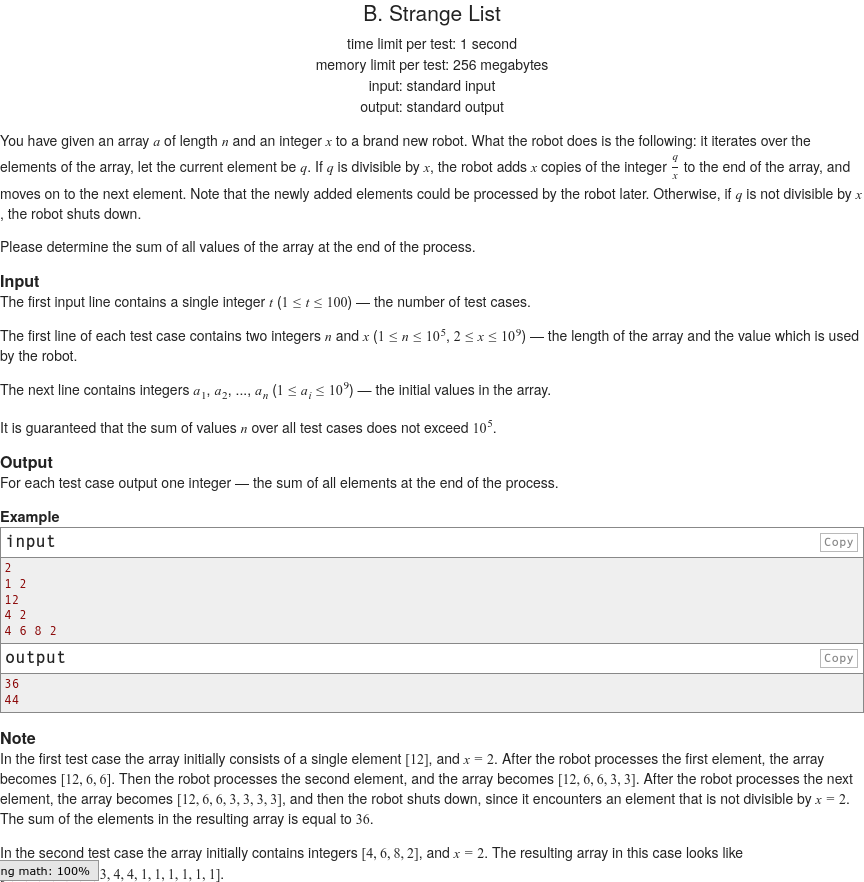 B. Strange List
time limit per test: 1 second
memory limit per test: 256 megabytes
input: standard input
output: standard output
You have given an array a of length n and an integer x to a brand new robot. What the robot does is the following: it iterates over the
elements of the array, let the current element be q. If q is divisible by x, the robot adds x copies of the integer q/x to the end of the array, and
moves on to the next element. Note that the newly added elements could be processed by the robot later. Otherwise, if q is not divisible by x
, the robot shuts down.
Please determine the sum of all values of the array at the end of the process.
Input
The first input line contains a single integer t (1 ≤ t ≤ 100) — the number of test cases.
The first line of each test case contains two integers n and x (1 ≤ n ≤ 10^5, 2 ≤ x ≤ 10^9) — the length of the array and the value which is used
by the robot.
The next line contains integers a_1, a_2, ..., a_n (1 ≤ a_i ≤ 10^9) — the initial values in the array.
It is guaranteed that the sum of values n over all test cases does not exceed 10^5.
Output
For each test case output one integer — the sum of all elements at the end of the process.
Example
input Copy
2
1 2
12
4 2
4 6 8 2
output Copy
36
44
Note
In the first test case the array initially consists of a single element [12], and x = 2. After the robot processes the first element, the array
becomes [12, 6, 6]. Then the robot processes the second element, and the array becomes [12, 6, 6, 3, 3]. After the robot processes the next
element, the array becomes [12, 6, 6, 3, 3, 3, 3], and then the robot shuts down, since it encounters an element that is not divisible by x = 2.
The sum of the elements in the resulting array is equal to 36.
In the second test case the array initially contains integers [4, 6, 8, 2], and x = 2. The resulting array in this case looks like
ng math: 100% 3, 4, 4, 1, 1, 1, 1, 1, 1].